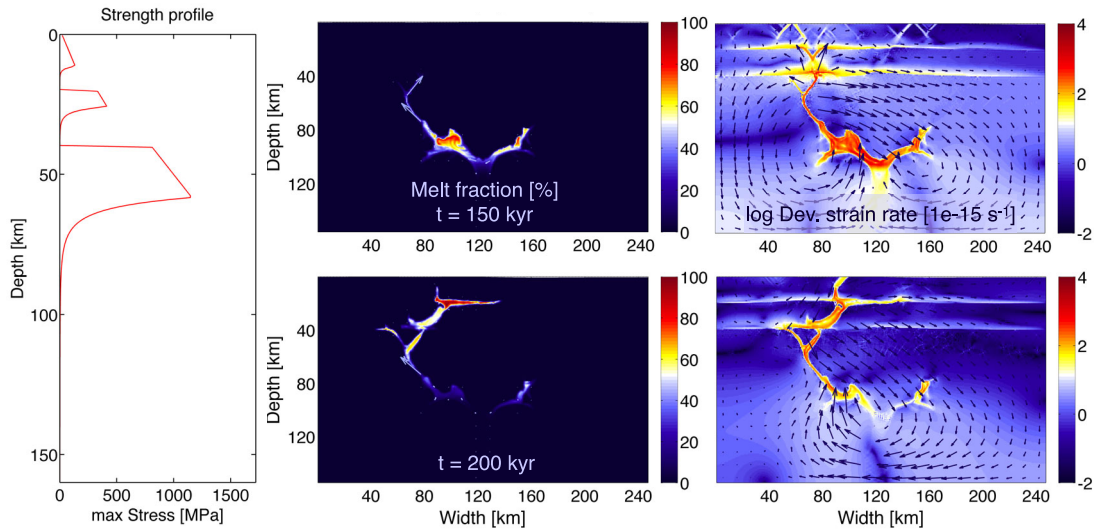 Strength profile
0
50
100
150
Depth [km]
0
500
1000
1500
max Stress [MPa]
40
80
120
Depth [km]
Melt fraction [%]
t = 150 kyr
40 80 120 160 200 240
100
80
60
40
20
0
log Dev. strain rate [1e-15 s⁻¹]
40 80 120 160 200 240
4
2
0
-2
40
80
120
Depth [km]
t = 200 kyr
40 80 120 160 200 240
Width [km]
100
80
60
40
20
0
40 80 120 160 200 240
Width [km]
4
2
0
-2